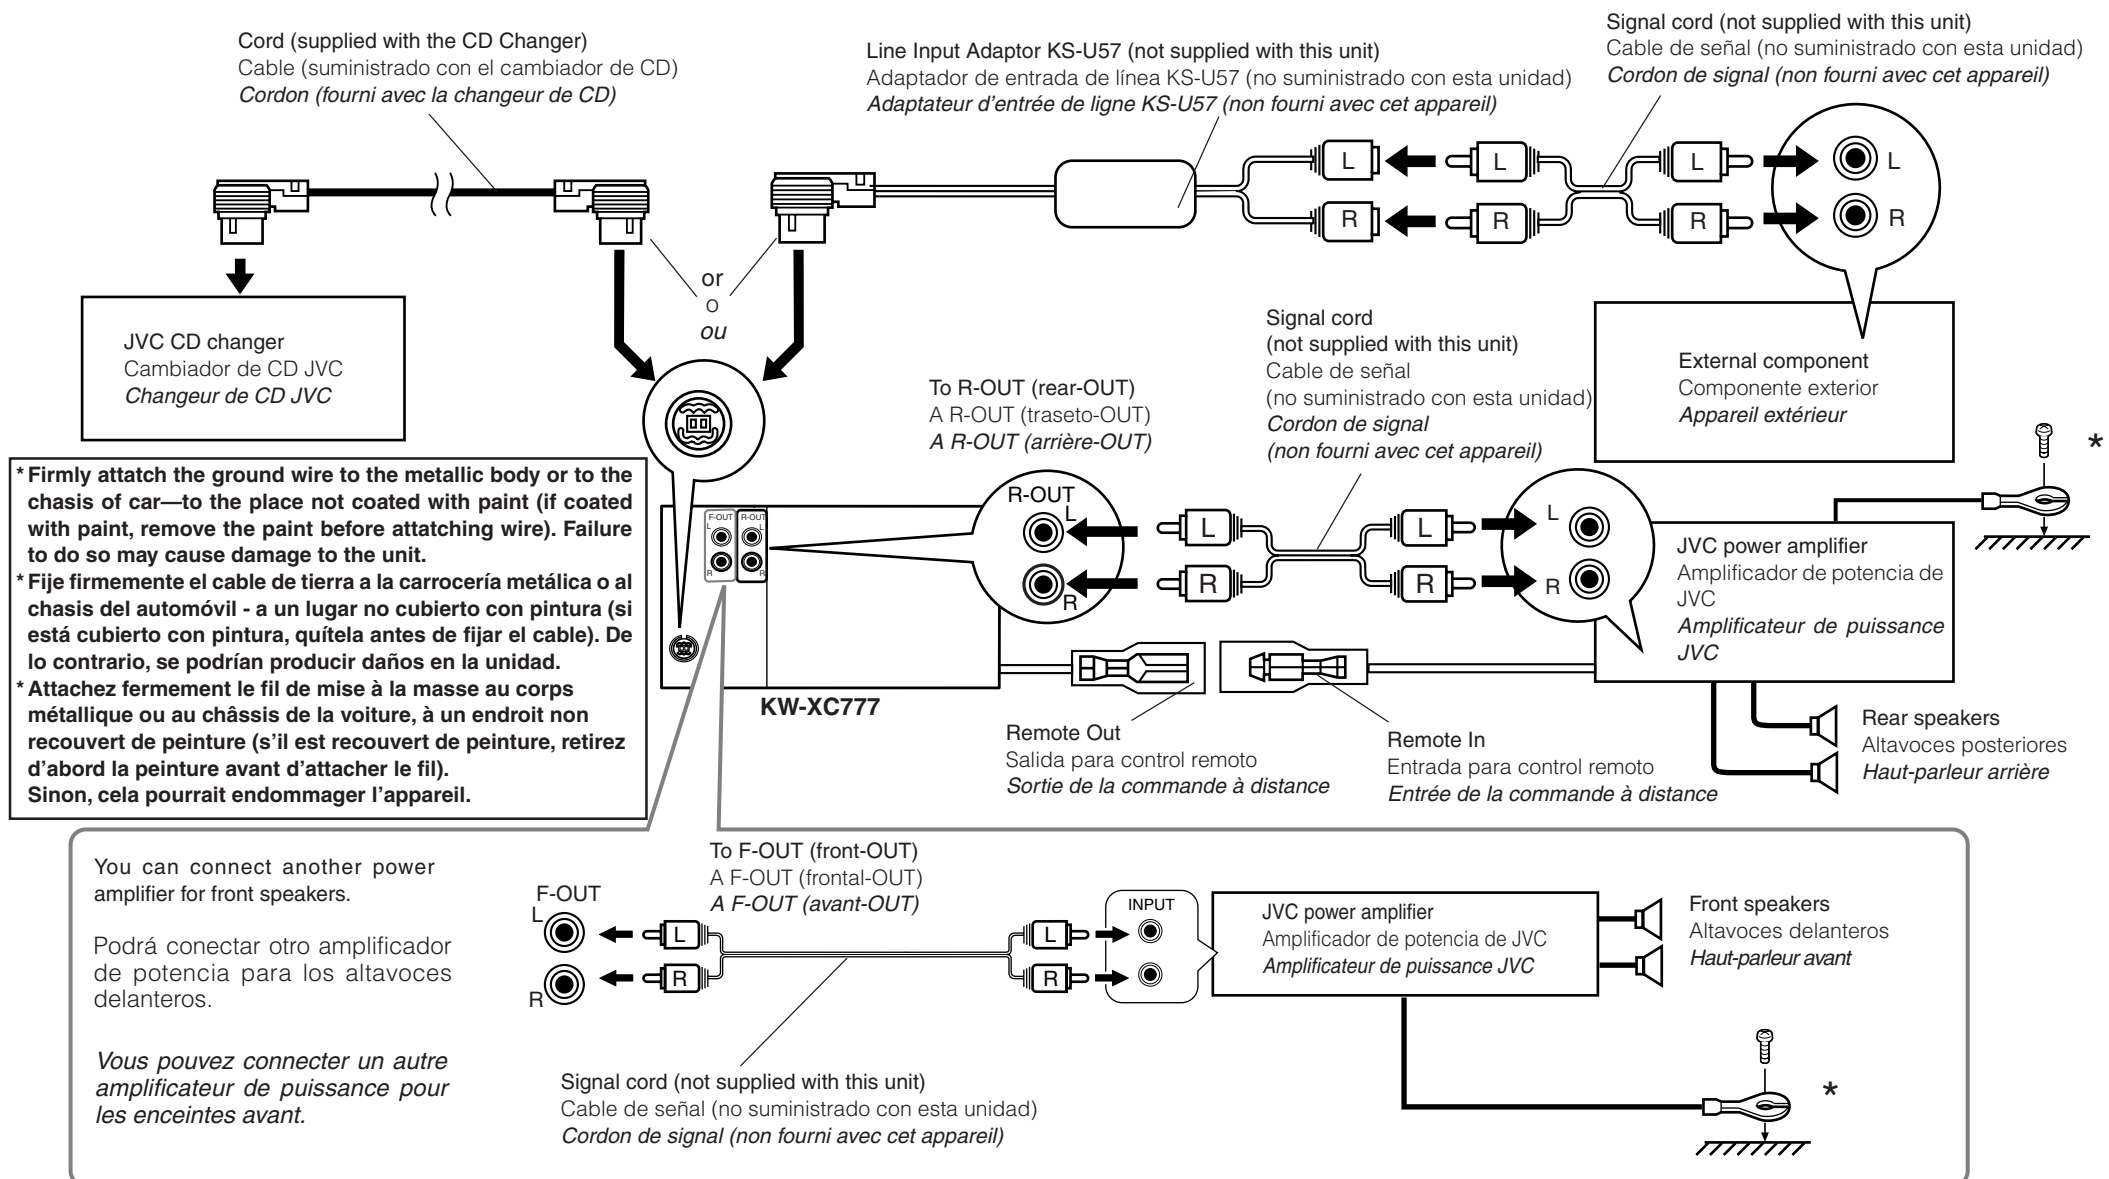 Cord (supplied with the CD Changer)
Cable (suministrado con el cambiador de CD)
Cordon (fourni avec la changeur de CD)
Line Input Adaptor KS-U57 (not supplied with this unit)
Adaptador de entrada de línea KS-U57 (no suministrado con esta unidad)
Adaptateur d'entrée de ligne KS-U57 (non fourni avec cet appareil)
Signal cord (not supplied with this unit)
Cable de señal (no suministrado con esta unidad)
Cordon de signal (non fourni avec cet appareil)
L
L
L
L
R
R
R
R
or
O
ou
JVC CD changer
Cambiador de CD JVC
Changeur de CD JVC
External component
Componente exterior
Appareil extérieur
To R-OUT (rear-OUT)
A R-OUT (traseto-OUT)
A R-OUT (arrière-OUT)
Signal cord
(not supplied with this unit)
Cable de señal
(no suministrado con esta unidad)
Cordon de signal
(non fourni avec cet appareil)
*
* Firmly attatch the ground wire to the metallic body or to the
chasis of car—to the place not coated with paint (if coated
with paint, remove the paint before attatching wire). Failure
to do so may cause damage to the unit.
* Fije firmemente el cable de tierra a la carrocería metálica o al
chasis del automóvil - a un lugar no cubierto con pintura (si
está cubierto con pintura, quítela antes de fijar el cable). De
lo contrario, se podrían producir daños en la unidad.
* Attachez fermement le fil de mise à la masse au corps
métallique ou au châssis de la voiture, à un endroit non
recouvert de peinture (s'il est recouvert de peinture, retirez
d'abord la peinture avant d'attacher le fil).
Sinon, cela pourrait endommager l'appareil.
F-OUT
L
R
R-OUT
L
R
R-OUT
L
L
L
L
R
R
R
R
KW-XC777
JVC power amplifier
Amplificador de potencia de
JVC
Amplificateur de puissance
JVC
Remote Out
Salida para control remoto
Sortie de la commande à distance
Remote In
Entrada para control remoto
Entrée de la commande à distance
Rear speakers
Altavoces posteriores
Haut-parleur arrière
You can connect another power
amplifier for front speakers.
Podrá conectar otro amplificador
de potencia para los altavoces
delanteros.
Vous pouvez connecter un autre
amplificateur de puissance pour
les enceintes avant.
To F-OUT (front-OUT)
A F-OUT (frontal-OUT)
A F-OUT (avant-OUT)
F-OUT
L
L
L
R
R
R
INPUT
JVC power amplifier
Amplificador de potencia de JVC
Amplificateur de puissance JVC
Front speakers
Altavoces delanteros
Haut-parleur avant
Signal cord (not supplied with this unit)
Cable de señal (no suministrado con esta unidad)
Cordon de signal (non fourni avec cet appareil)
*